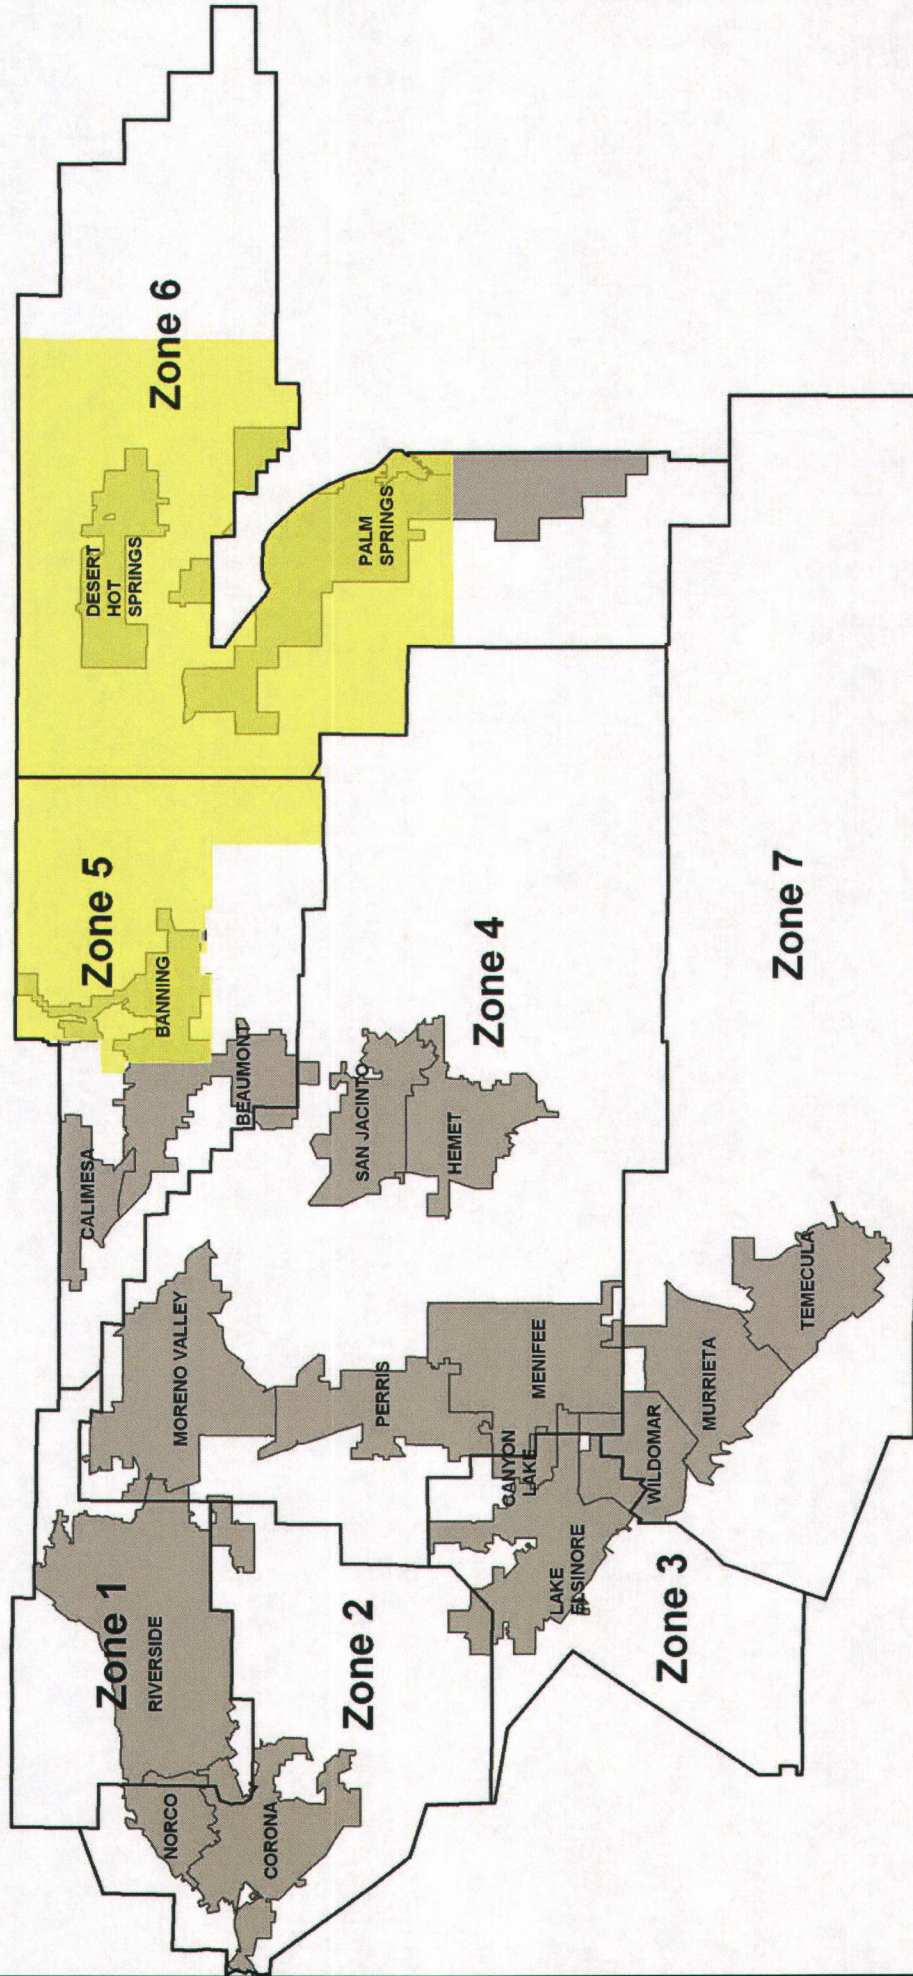 Zone 6
DESERT
HOT
SPRINGS
PALM
SPRINGS
Zone 5
BANNING
BEAUMONT
CALIMESA
Zone 4
SAN JACINTO
HEMET
Zone 7
MORENO VALLEY
PERRIS
MENIFEE
CANYON
LAKE
WILDOMAR
MURRIETA
TEMECULA
LAKE
ELSINORE
Zone 3
Zone 1
RIVERSIDE
Zone 2
NORCO
CORONA